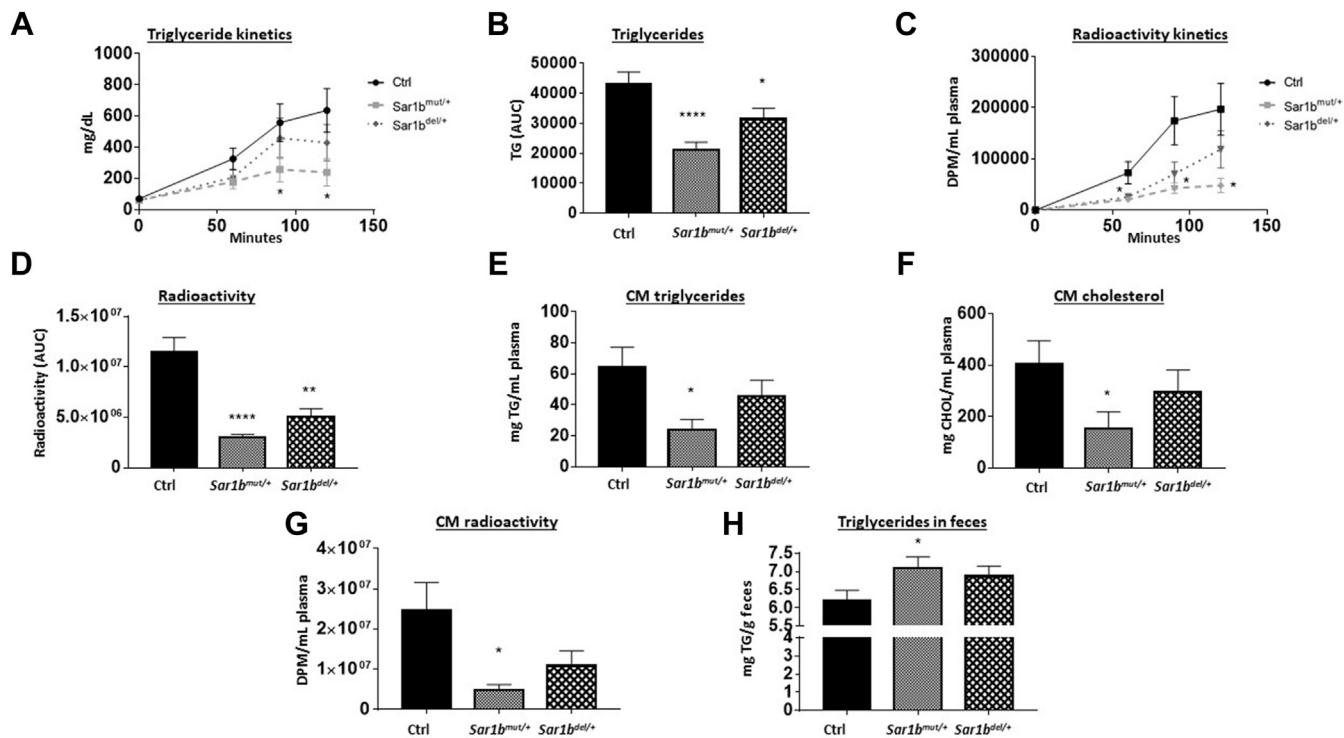 A
Triglyceride kinetics
1000
800
600
400
200
0
mg/dL
0 50 100 150
Minutes
* *
Ctrl
Sar1b^mut/+
Sar1b^del/+
B
Triglycerides
50000
40000
30000
20000
10000
0
TG (AUC)
****
*
Ctrl Sar1b^mut/+ Sar1b^del/+
C
Radioactivity kinetics
300000
200000
100000
0
DPM/mL plasma
0 50 100 150
Minutes
* * *
Ctrl
Sar1b^mut/+
Sar1b^del/+
D
Radioactivity
1.5×10^07
1.0×10^07
5.0×10^06
0
Radioactivity (AUC)
****
**
Ctrl Sar1b^mut/+ Sar1b^del/+
E
CM triglycerides
100
80
60
40
20
0
mg TG/mL plasma
*
Ctrl Sar1b^mut/+ Sar1b^del/+
F
CM cholesterol
600
400
200
0
mg CHOL/mL plasma
*
Ctrl Sar1b^mut/+ Sar1b^del/+
G
CM radioactivity
4×10^07
3×10^07
2×10^07
1×10^07
0
DPM/mL plasma
*
Ctrl Sar1b^mut/+ Sar1b^del/+
H
Triglycerides in feces
7.5
7.0
6.5
6.0
5.5
4
3
2
1
0
mg TG/g feces
*
Ctrl Sar1b^mut/+ Sar1b^del/+